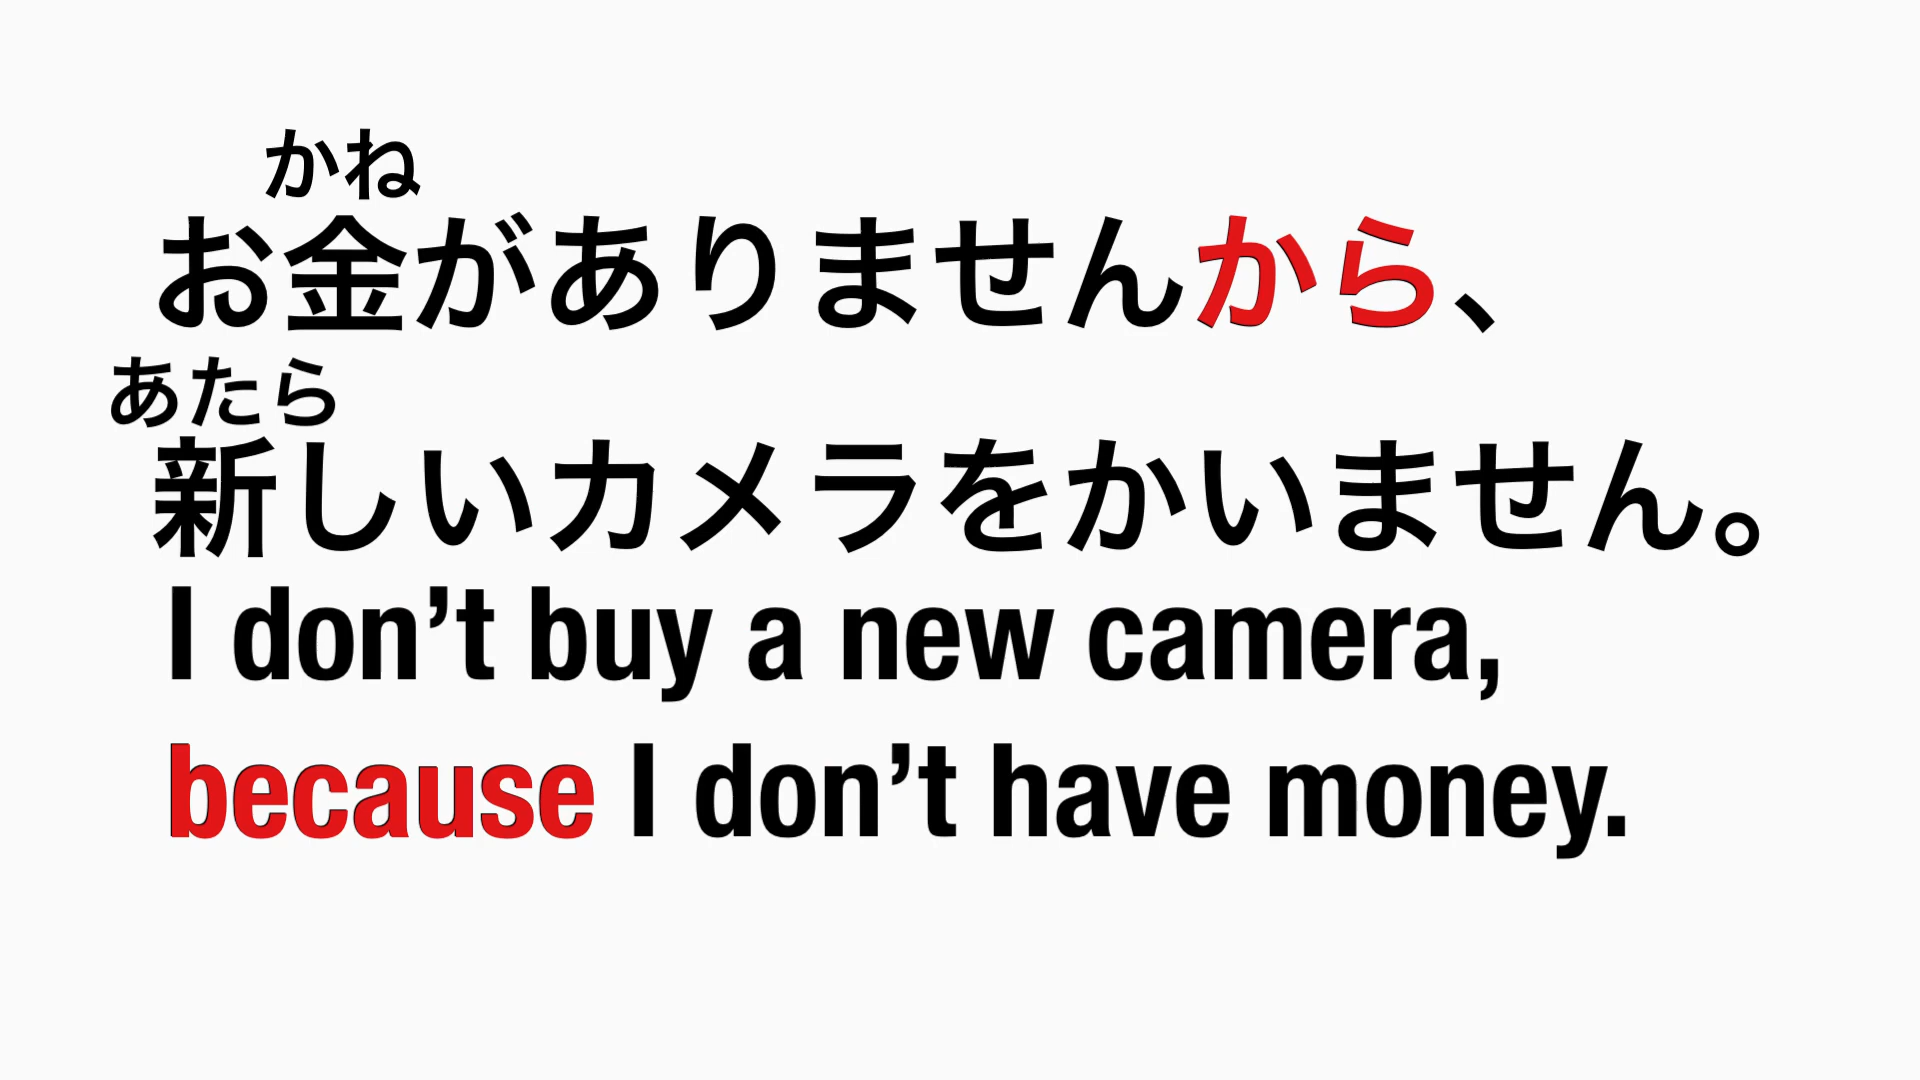 かね
お金がありませんから、
あたら
新しいカメラをかいません。
I don’t buy a new camera,
because I don’t have money.